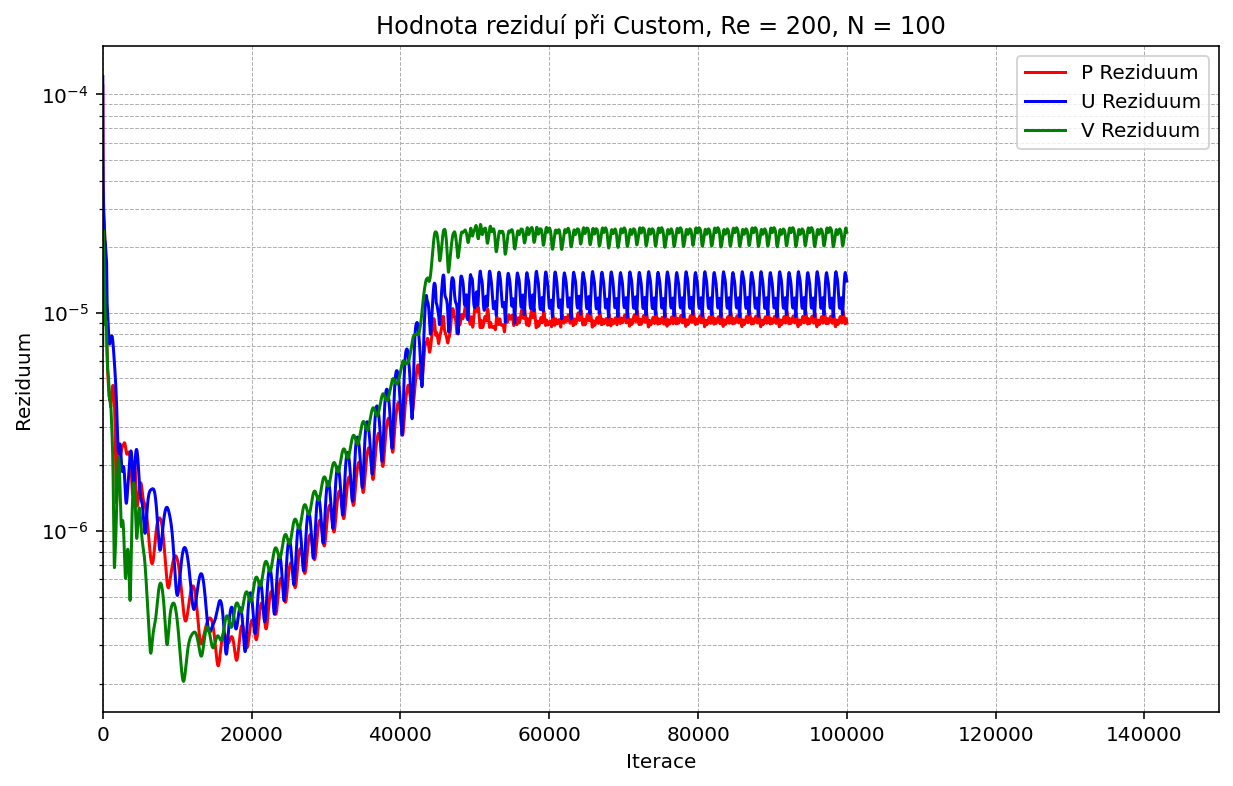 Hodnota reziduí při Custom, Re = 200, N = 100
P Reziduum
U Reziduum
V Reziduum
10⁻⁴
10⁻⁵
10⁻⁶
Reziduum
0 20000 40000 60000 80000 100000 120000 140000
Iterace